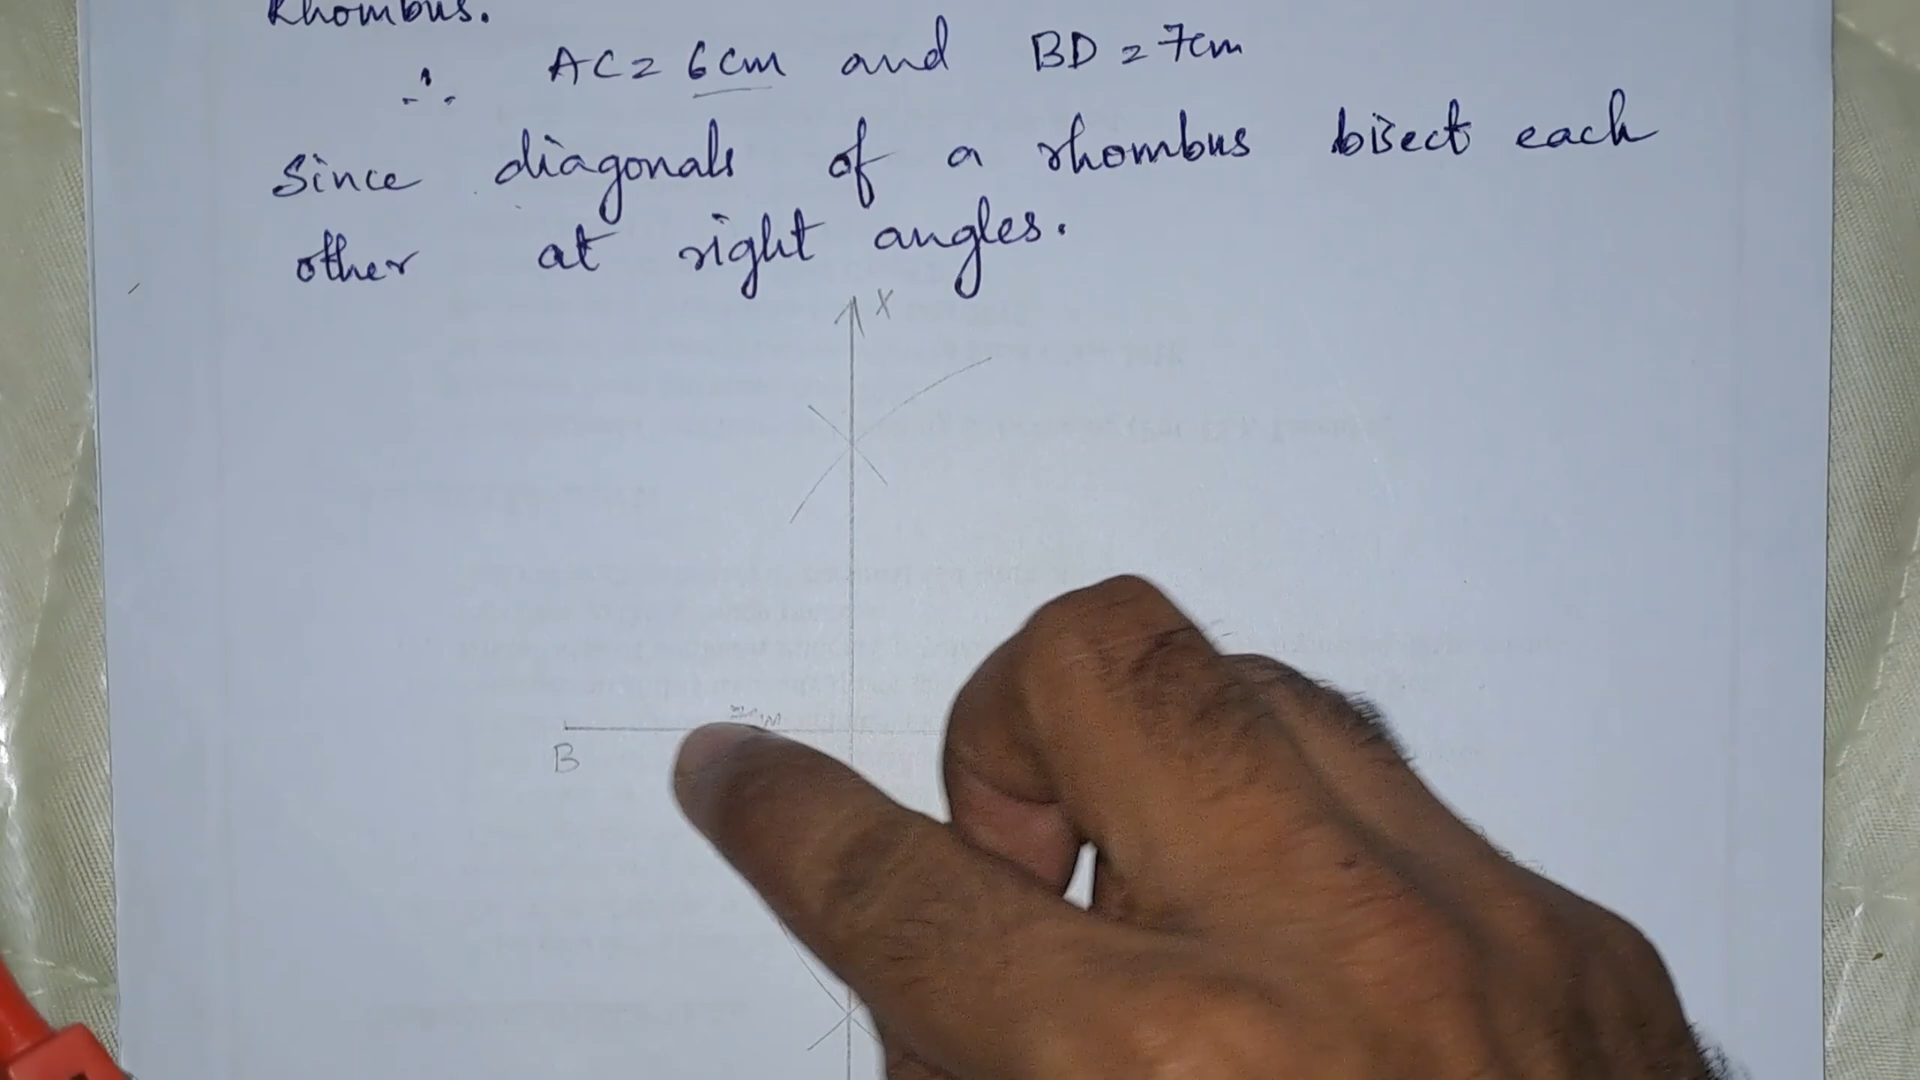 Rhombus.
∴ AC = 6cm and BD = 7cm
Since diagonals of a rhombus bisect each
other at right angles.
X
B